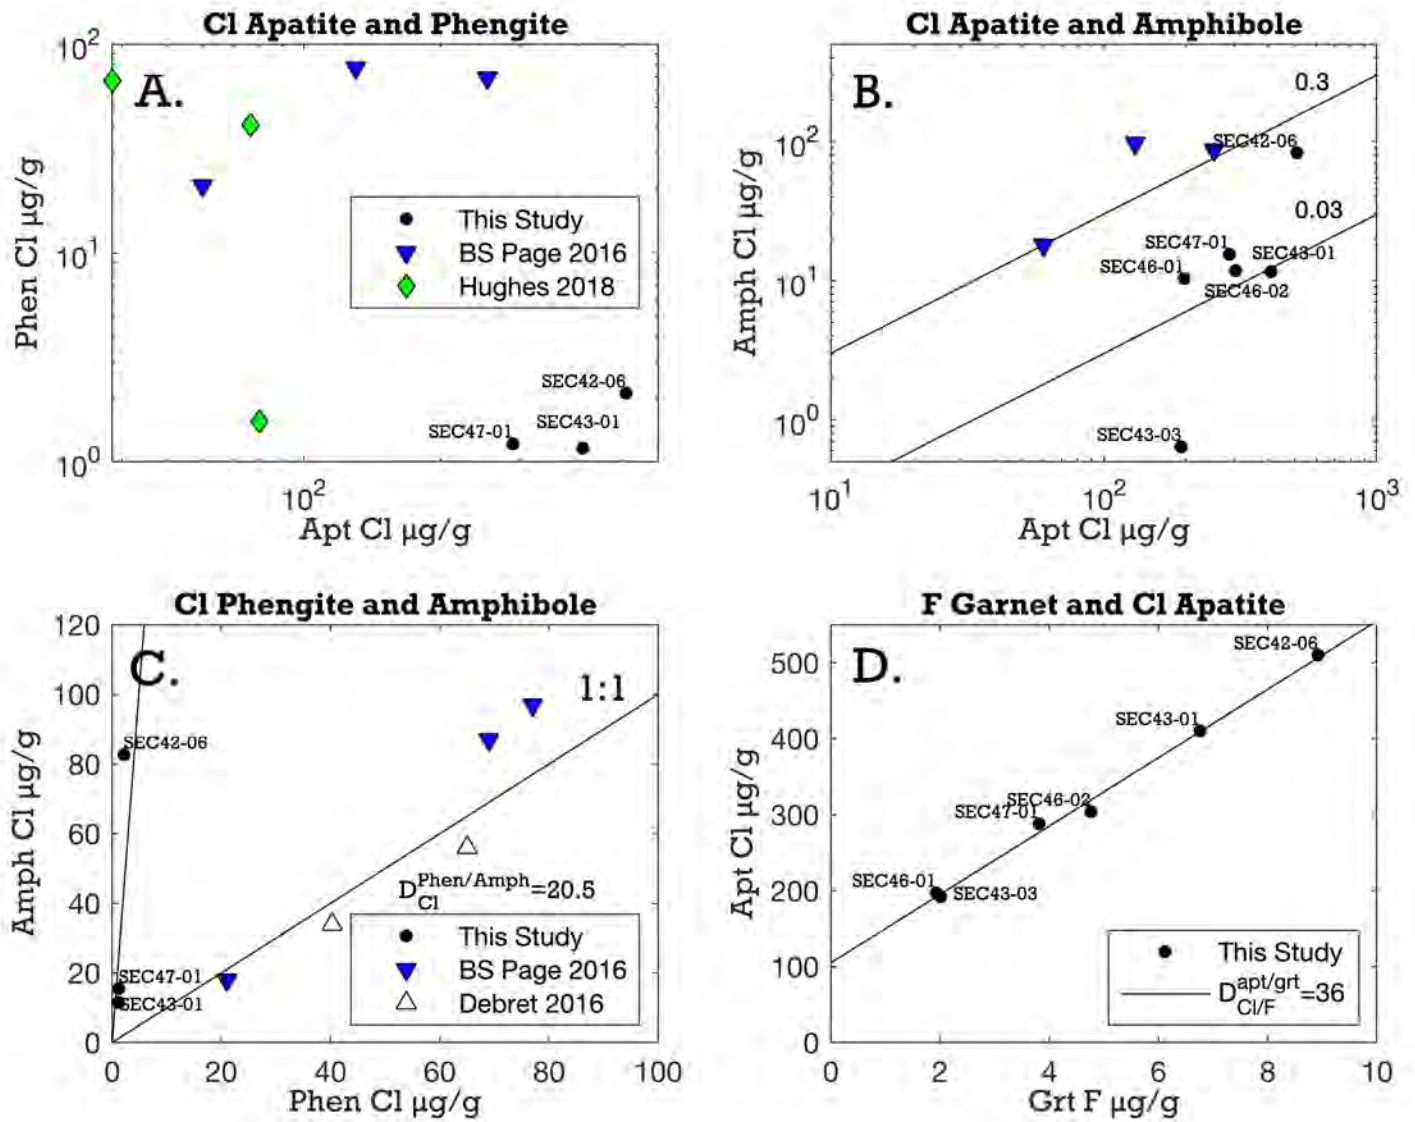 Cl Apatite and Phengite
A.
10²
10¹
10⁰
Phen Cl µg/g
This Study
BS Page 2016
Hughes 2018
SEC42-06
SEC43-01
SEC47-01
10²
Apt Cl µg/g
Cl Apatite and Amphibole
B.
0.3
0.03
10²
10¹
10⁰
Amph Cl µg/g
SEC42-06
SEC47-01
SEC43-01
SEC46-01
SEC46-02
SEC43-03
10¹ 10² 10³
Apt Cl µg/g
Cl Phengite and Amphibole
C.
1:1
120
100
80
60
40
20
0
Amph Cl µg/g
SEC42-06
D_Cl^Phen/Amph=20.5
This Study
BS Page 2016
Debret 2016
SEC47-01
SEC43-01
0 20 40 60 80 100
Phen Cl µg/g
F Garnet and Cl Apatite
D.
500
400
300
200
100
0
Apt Cl µg/g
SEC42-06
SEC43-01
SEC46-02
SEC47-01
SEC46-01
SEC43-03
This Study
D_Cl/F^apt/grt=36
0 2 4 6 8 10
Grt F µg/g